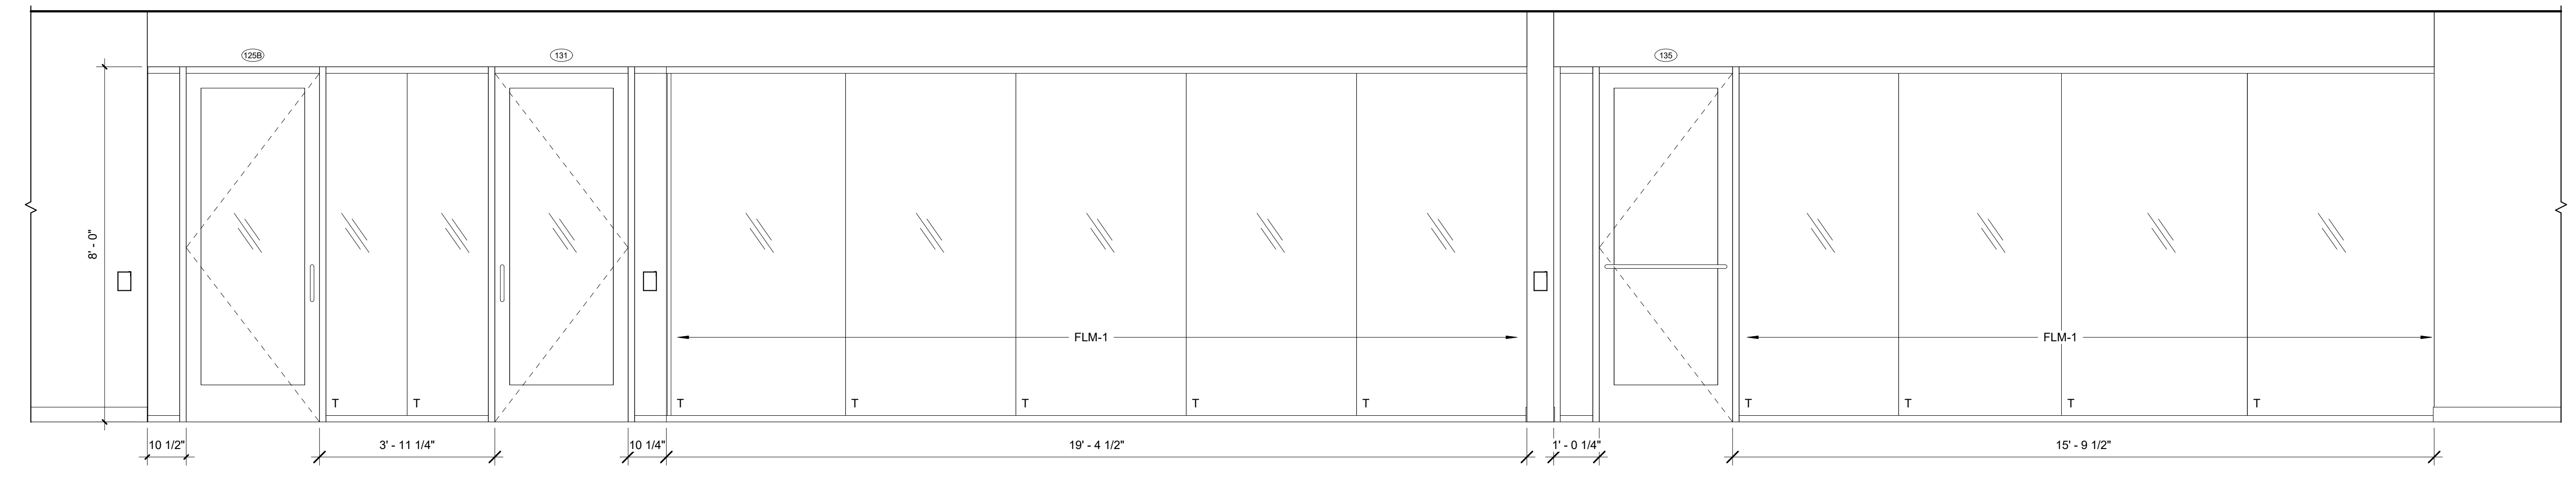 125B
131
135
8' - 0"
FLM-1
FLM-1
T
T
T
T
T
T
T
T
T
T
T
10 1/2"
3' - 11 1/4"
10 1/4"
19' - 4 1/2"
1' - 0 1/4"
15' - 9 1/2"